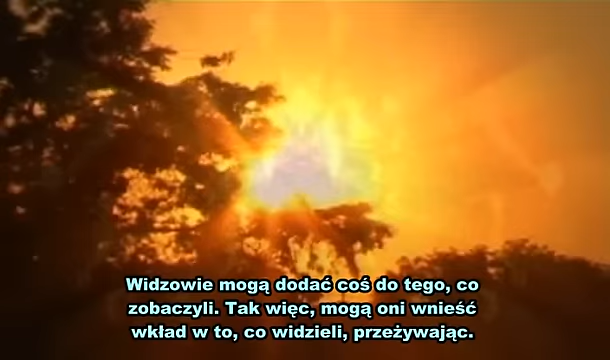 Widzowie mogą dodać coś do tego, co
zobaczyli. Tak więc, mogą oni wnieść
wkład w to, co widzieli, przeżywając.